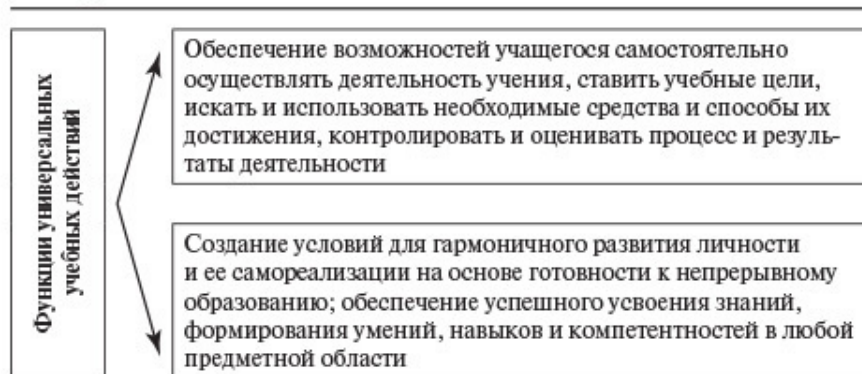 Функции универсальных
учебных действий
Обеспечение возможностей учащегося самостоятельно
осуществлять деятельность учения, ставить учебные цели,
искать и использовать необходимые средства и способы их
достижения, контролировать и оценивать процесс и резуль-
таты деятельности
Создание условий для гармоничного развития личности
и ее самореализации на основе готовности к непрерывному
образованию; обеспечение успешного усвоения знаний,
формирования умений, навыков и компетентностей в любой
предметной области